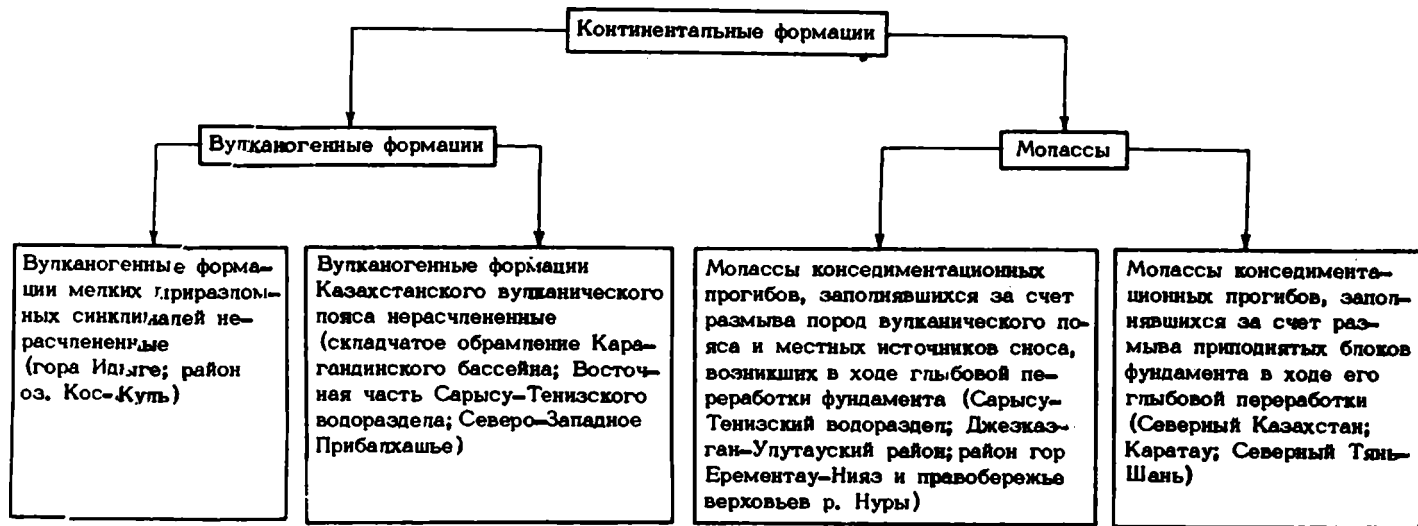 Континентальные формации
Вулканогенные формации
Молассы
Вулканогенные форма-
ции мелких приразлом-
ных синклиналей не-
расчлененные
(гора Идыге; район
оз. Кос-Куль)
Вулканогенные формации
Казахстанского вулканического
пояса нерасчлененные
(складчатое обрамление Кара-
гандинского бассейна; Восточ-
ная часть Сарысу-Тенизского
водораздела; Северо-Западное
Прибалхашье)
Молассы конседиментационных
прогибов, заполнявшихся за счет
размыва пород вулканического по-
яса и местных источников сноса,
возникших в ходе глыбовой пе-
реработки фундамента (Сарысу-
Тенизский водораздел; Джезказ-
ган-Улутауский район; район гор
Ерементау-Нияз и правобережье
верховьев р. Нуры)
Молассы конседимента-
ционных прогибов, запол-
нявшихся за счет раз-
мыва приподнятых блоков
фундамента в ходе его
глыбовой переработки
(Северный Казахстан;
Каратау; Северный Тянь-
Шань)